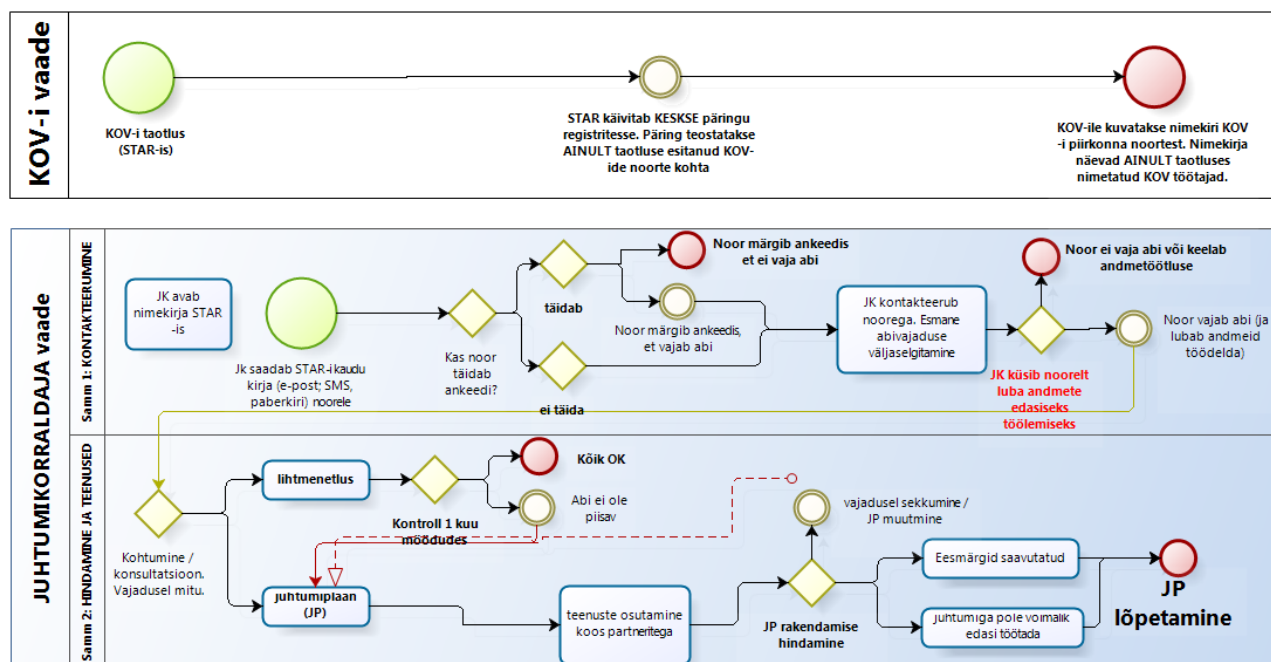 KOV-i vaade
KOV-i taotlus
(STAR-is)
STAR käivitab KESKSE päringu
registritesse. Päring teostatakse
AINULT taotluse esitanud KOV-
ide noorte kohta
KOV-ile kuvatakse nimekiri KOV
-i piirkonna noortest. Nimekirja
näevad AINULT taotluses
nimetatud KOV töötajad.
JUHTUMIKORRALDAJA vaade
Samm 1: KONTAKTEERUMINE
JK avab
nimekirja STAR
-is
Jk saadab STAR-i kaudu
kirja (e-post; SMS,
paberkiri) noorele
Kas noor
täidab
ankeedi?
täidab
ei täida
Noor märgib ankeedis
et ei vaja abi
Noor märgib ankeedis,
et vajab abi
JK kontakteerub
noorega. Esmane
abivajaduse
väljaselgitamine
Noor ei vaja abi või keelab
andmetöötluse
JK küsib noorelt
luba andmete
edasiseks
töölemiseks
Noor vajab abi (ja
lubab andmeid
töödelda)
Samm 2: HINDAMINE JA TEENUSED
Kohtumine /
konsultatsioon.
Vajadusel mitu.
lihtmenetlus
Kontroll 1 kuu
möödudes
Kõik OK
Abi ei ole
piisav
juhtumiplaan
(JP)
teenuste osutamine
koos partneritega
JP rakendamise
hindamine
vajadusel sekkumine /
JP muutmine
Eesmärgid saavutatud
juhtumiga pole võimalik
edasi töötada
JP
lõpetamine